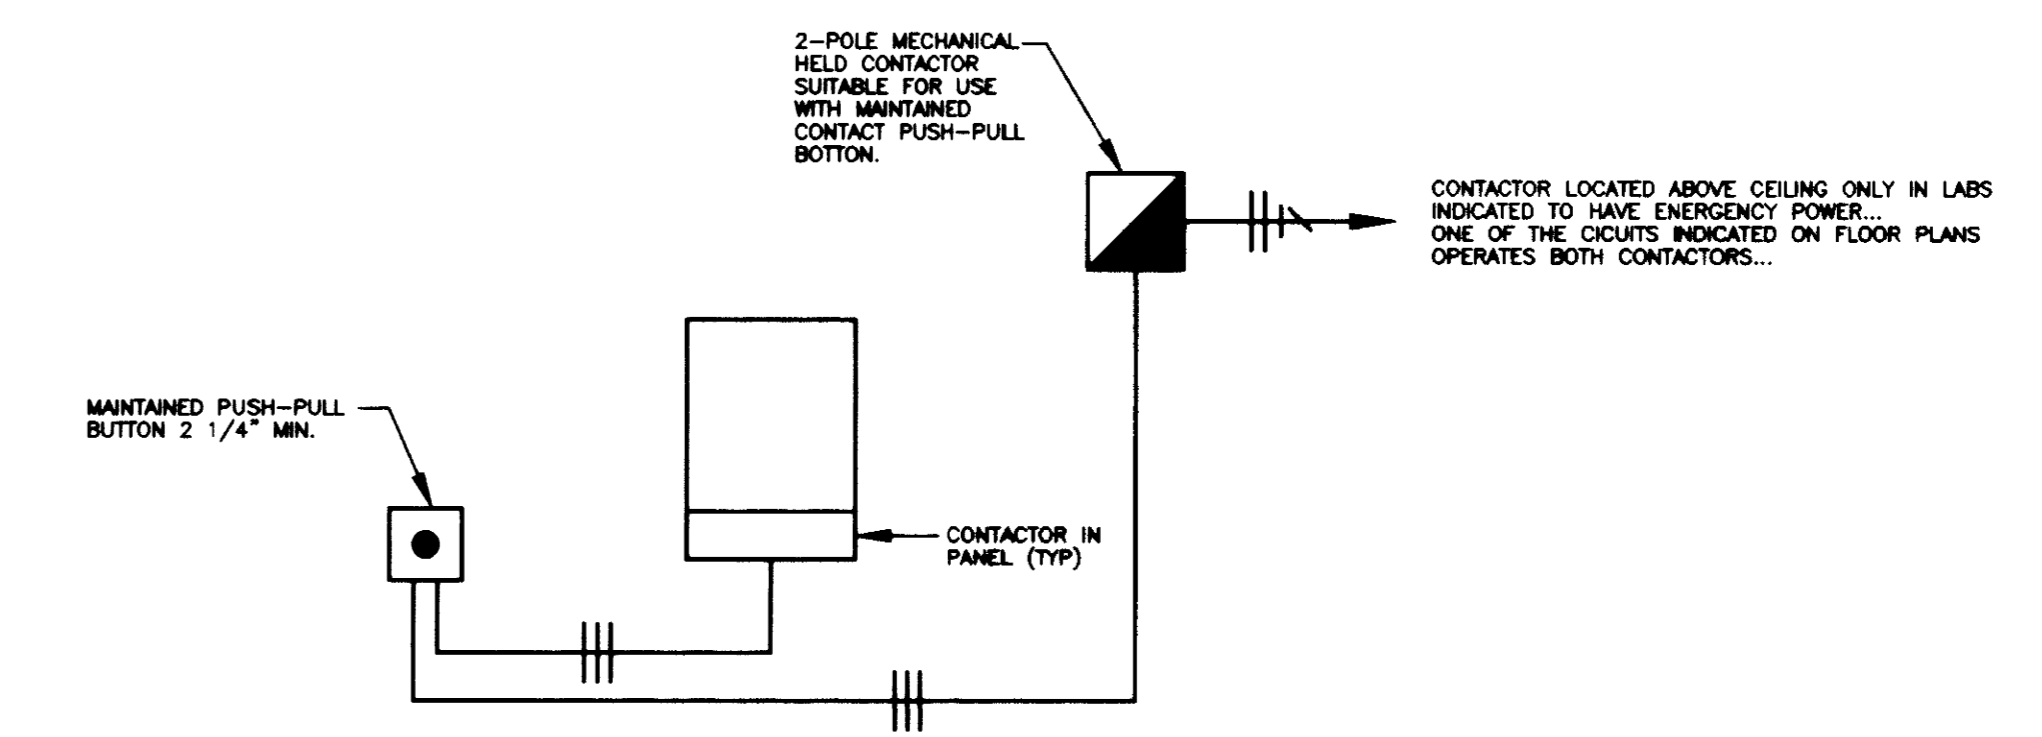 2-POLE MECHANICAL
HELD CONTACTOR
SUITABLE FOR USE
WITH MAINTAINED
CONTACT PUSH-PULL
BOTTON.
CONTACTOR LOCATED ABOVE CEILING ONLY IN LABS
INDICATED TO HAVE ENERGENCY POWER...
ONE OF THE CICUITS INDICATED ON FLOOR PLANS
OPERATES BOTH CONTACTORS...
MAINTAINED PUSH-PULL
BUTTON 2 1/4" MIN.
CONTACTOR IN
PANEL (TYP)